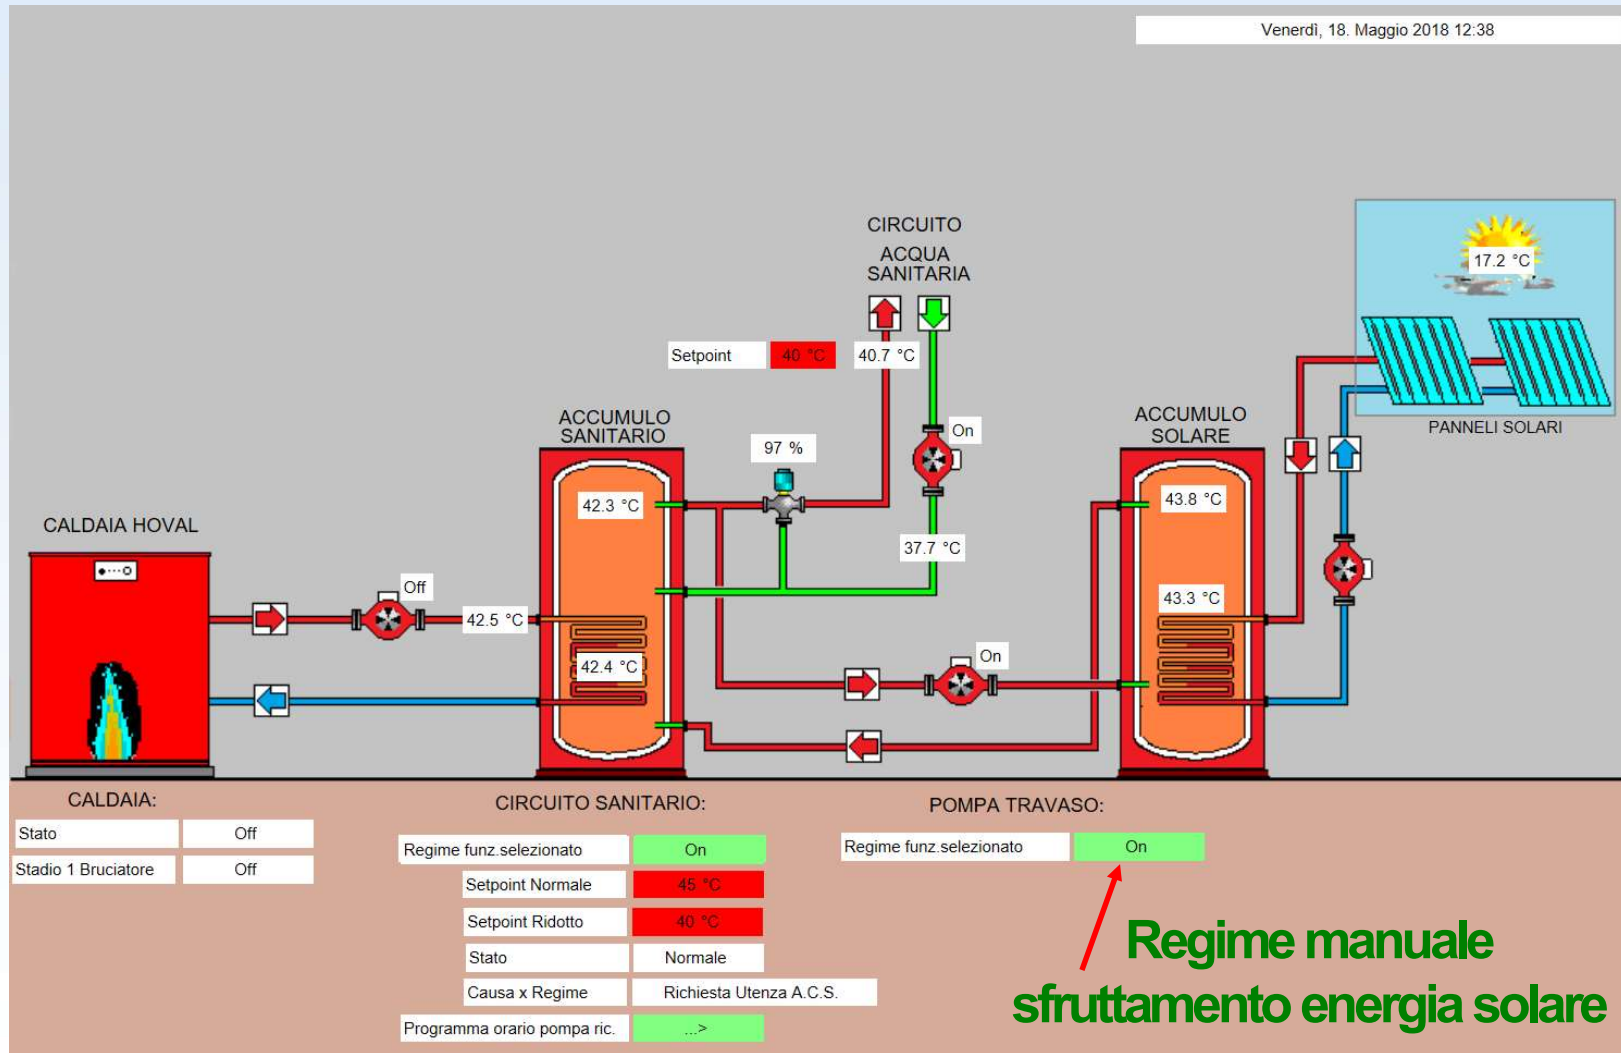 Venerdì, 18. Maggio 2018 12:38
CIRCUITO
ACQUA
SANITARIA
17.2 °C
Setpoint 40 °C 40.7 °C
PANNELI SOLARI
ACCUMULO
SANITARIO
ACCUMULO
SOLARE
On
97 %
42.3 °C
43.8 °C
CALDAIA HOVAL
37.7 °C
Off
43.3 °C
42.5 °C
42.4 °C
On
CALDAIA:
Stato Off
Stadio 1 Bruciatore Off
CIRCUITO SANITARIO:
Regime funz.selezionato On
Setpoint Normale 45 °C
Setpoint Ridotto 40 °C
Stato Normale
Causa x Regime Richiesta Utenza A.C.S.
Programma orario pompa ric. ...>
POMPA TRAVASO:
Regime funz.selezionato On
Regime manuale
sfruttamento energia solare